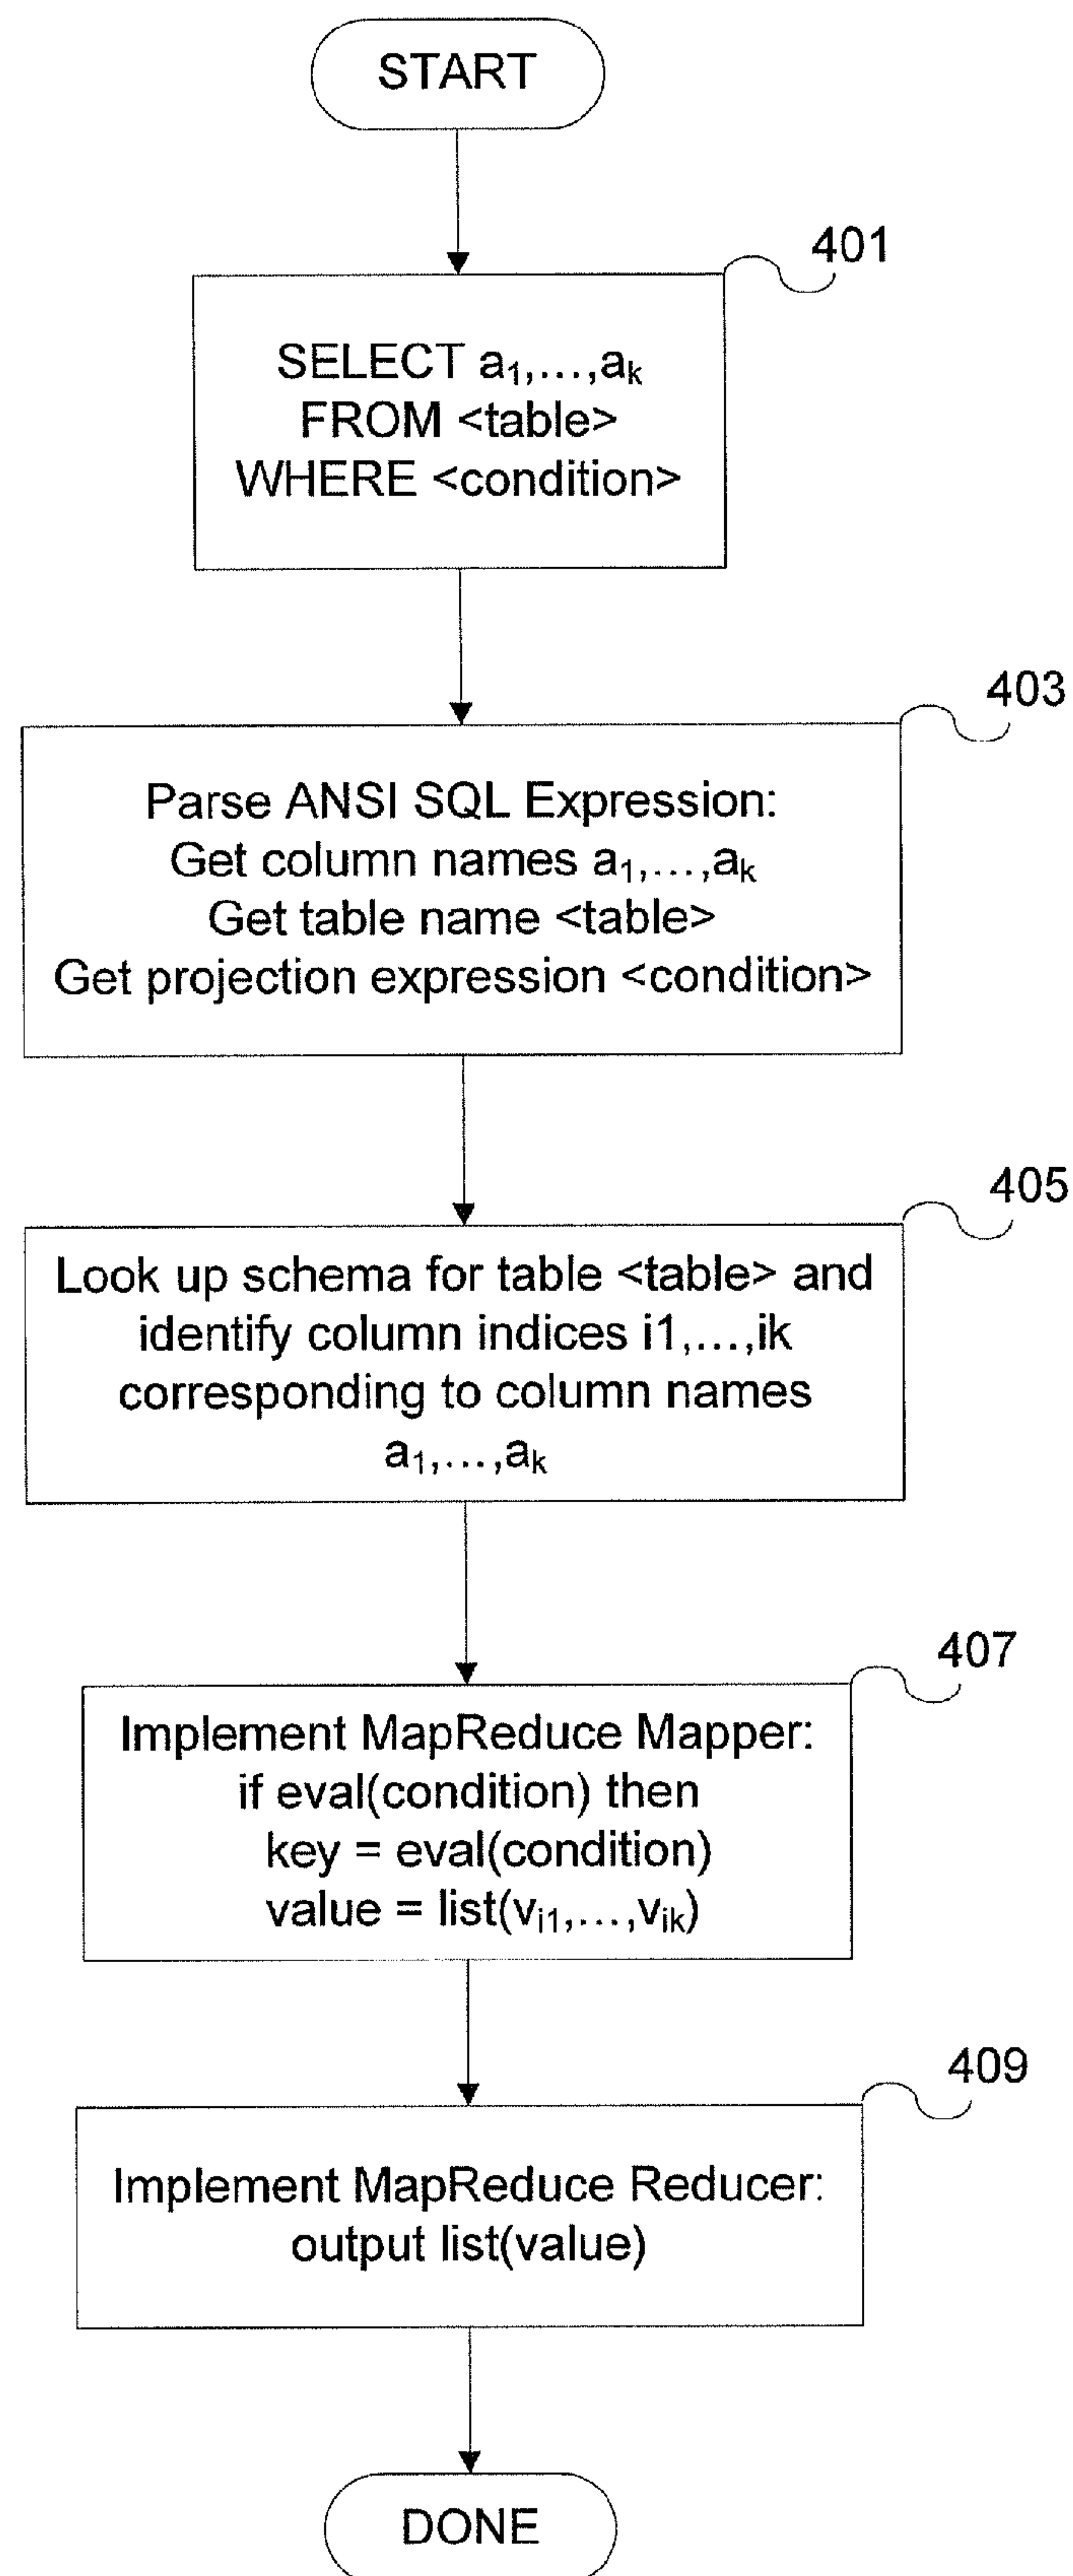 START
401
SELECT a₁,...,aₖ
FROM <table>
WHERE <condition>
403
Parse ANSI SQL Expression:
Get column names a₁,...,aₖ
Get table name <table>
Get projection expression <condition>
405
Look up schema for table <table> and
identify column indices i1,...,ik
corresponding to column names
a₁,...,aₖ
407
Implement MapReduce Mapper:
if eval(condition) then
key = eval(condition)
value = list(vᵢ₁,...,vᵢₖ)
409
Implement MapReduce Reducer:
output list(value)
DONE